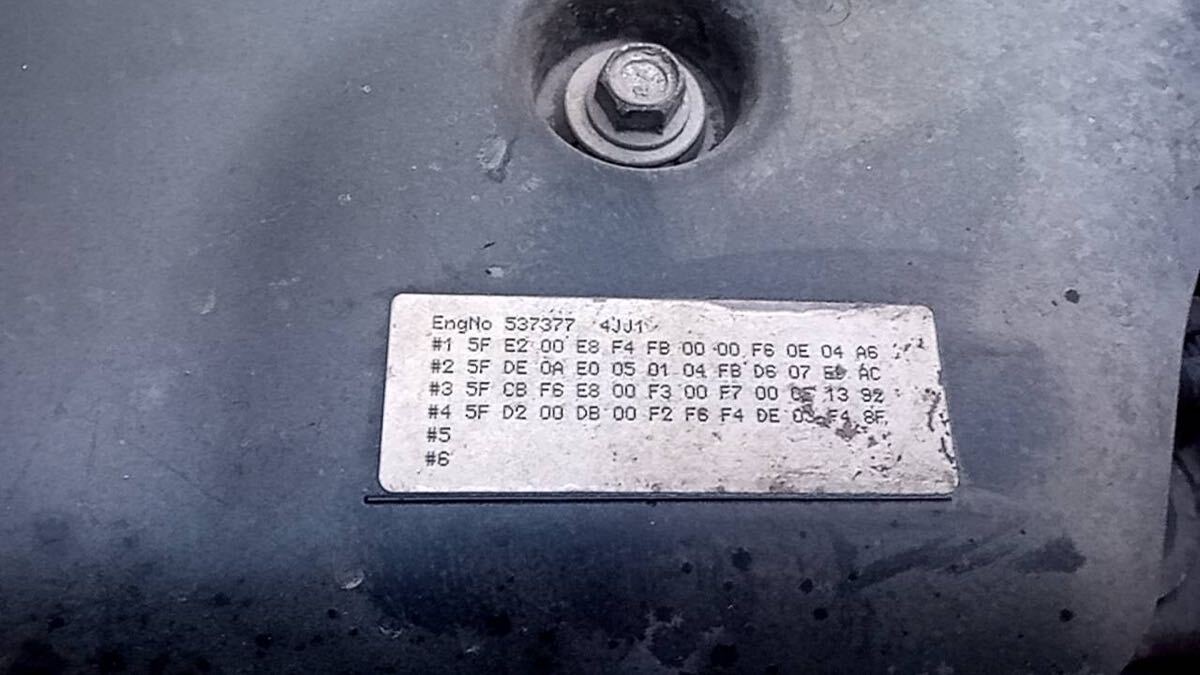 EngNo 537377 4JJ1
#1 5F E2 00 E8 F4 FB 00 00 F6 0E 04 A6
#2 5F DE 0A E0 05 01 04 FB D6 07 AC
#3 5F CB F6 E8 00 F3 00 F7 00 13 92
#4 5F D2 00 DB 00 F2 F6 F4 DE F4 8F
#5
#6